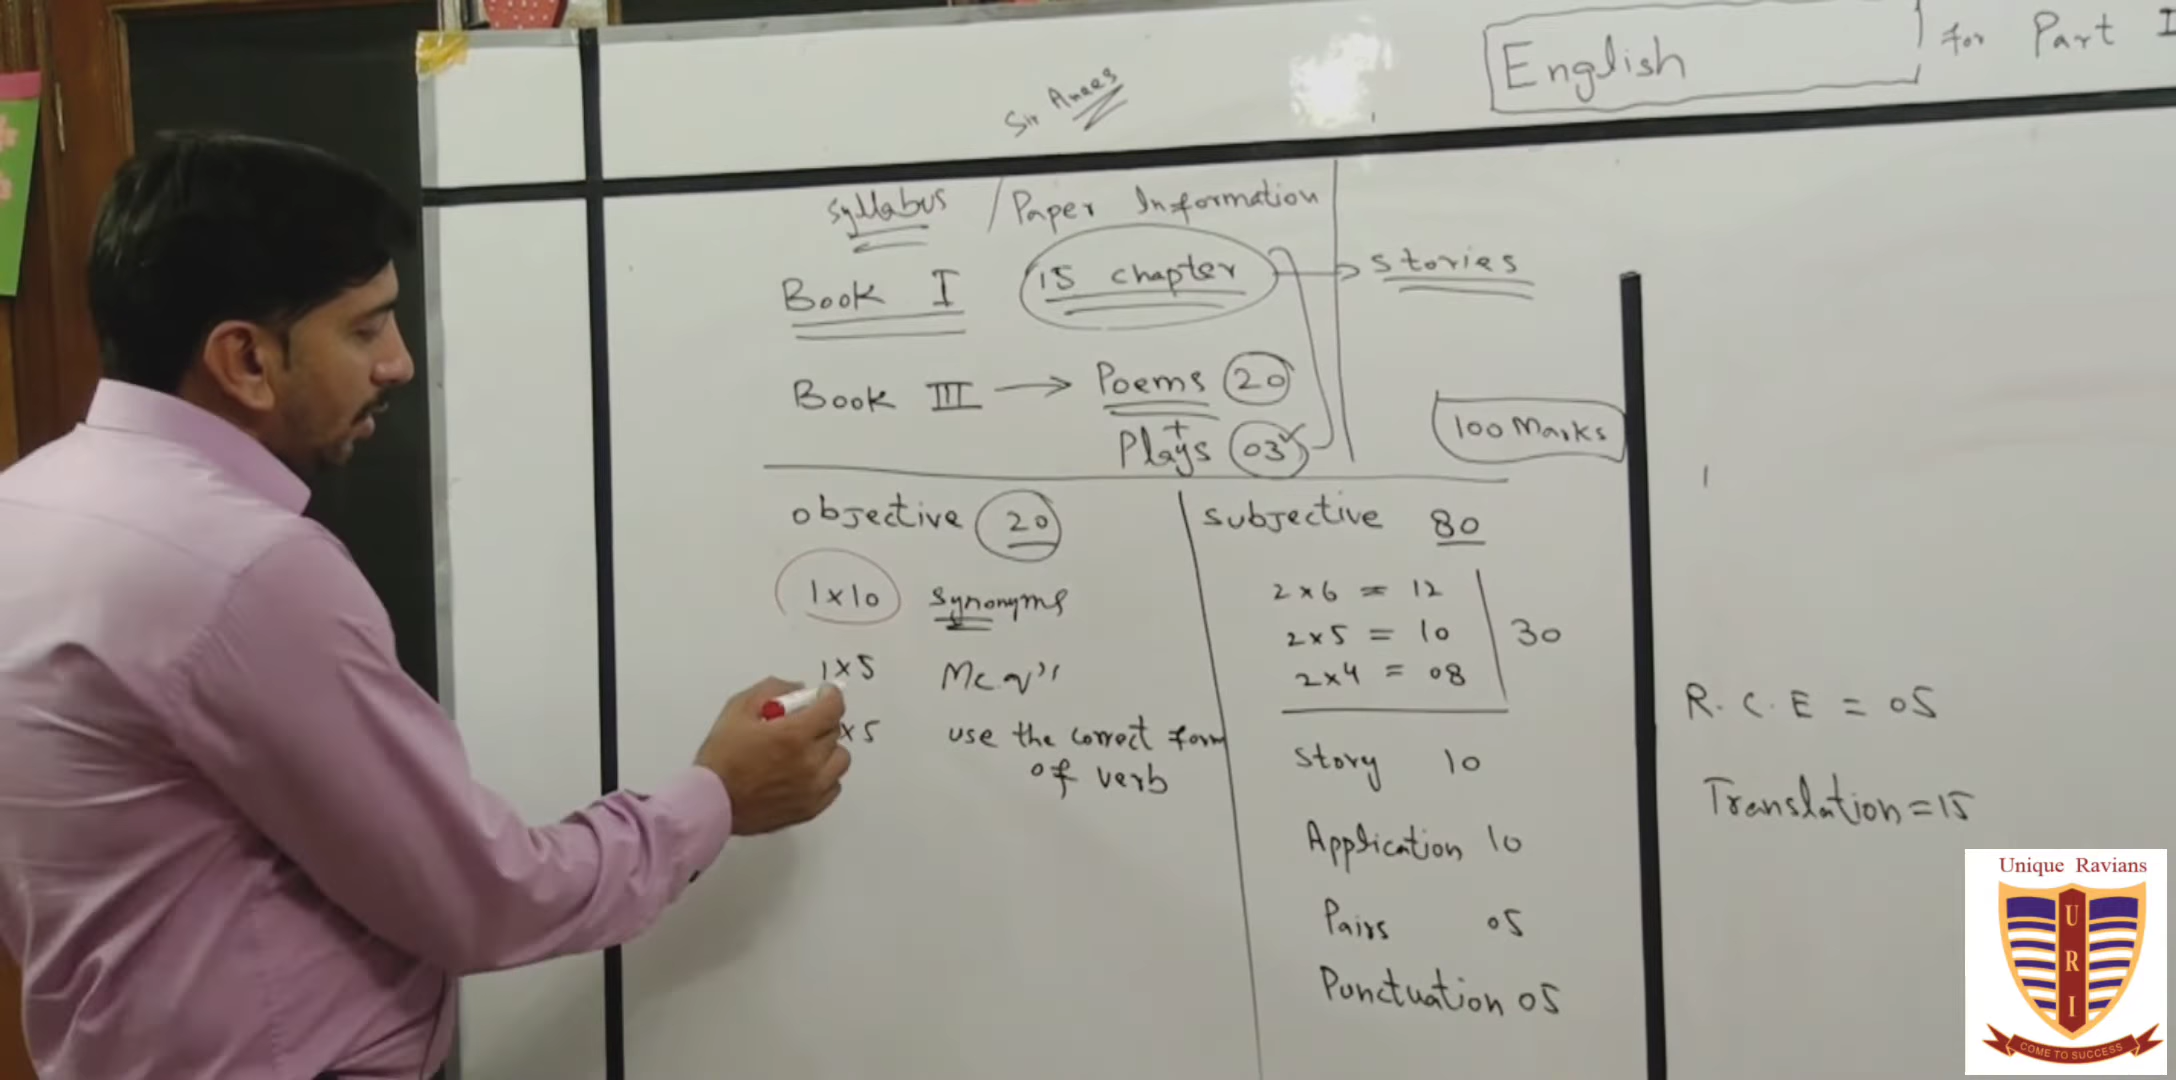 English for Part I
Sir Anees
Syllabus / Paper Information
Book I 15 chapter stories
Book III → Poems 20
+
Plays 03
100 Marks
objective 20
1x10 synonyms
1x5 Mcq's
x5 use the correct form
of verb
subjective 80
2x6 = 12
2x5 = 10
2x4 = 08
30
story 10
Application 10
Pairs 05
Punctuation 05
R.C.E = 05
Translation = 15
Unique Ravians
U
R
I
COME TO SUCCESS